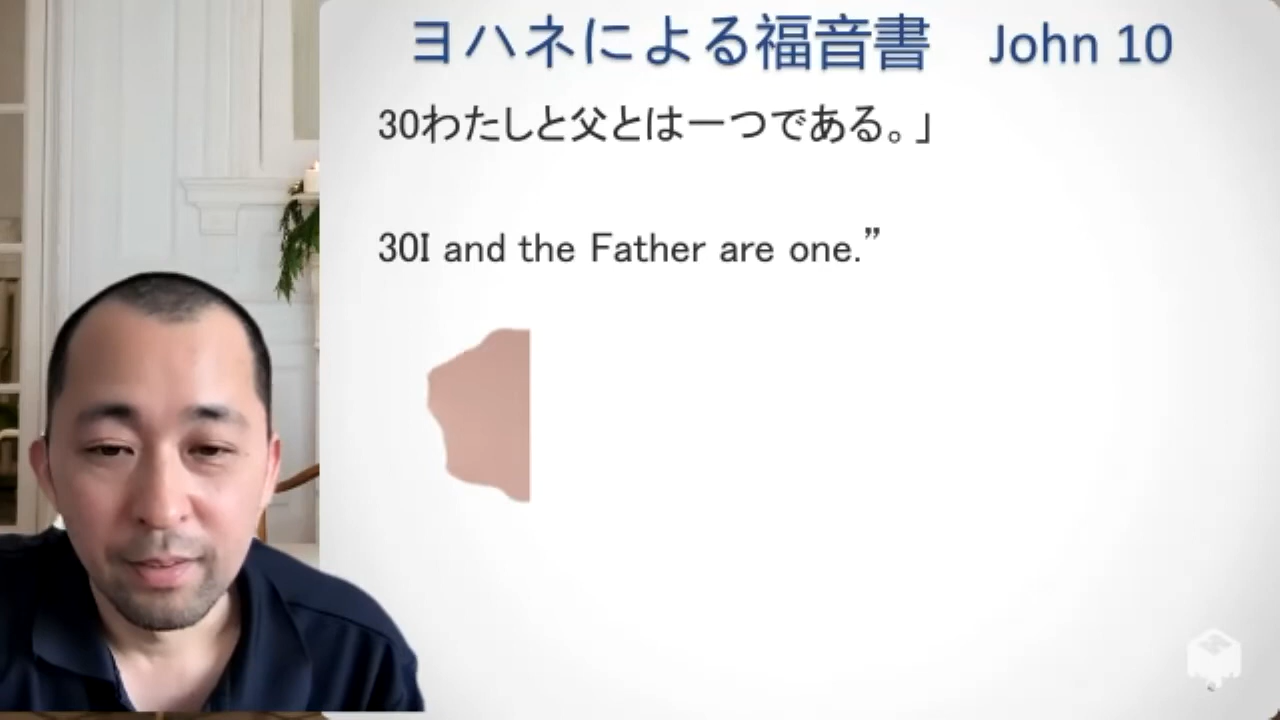 ヨハネによる福音書 John 10
30わたしと父とは一つである。」
30I and the Father are one.”